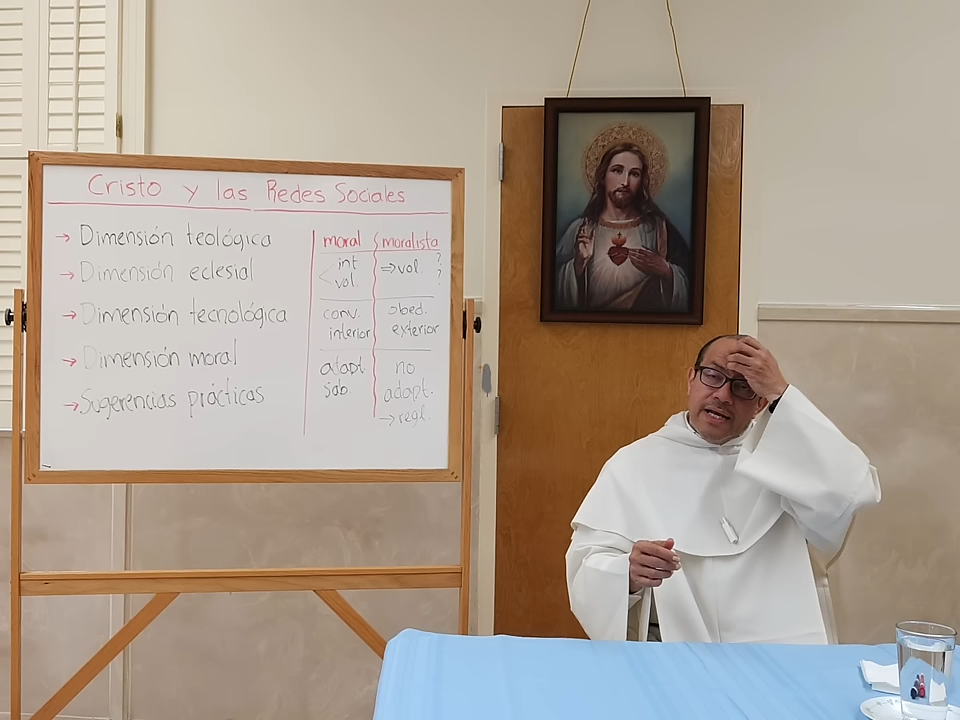 Cristo y las Redes Sociales
→ Dimensión teológica
→ Dimensión eclesial
→ Dimensión tecnológica
→ Dimensión moral
→ Sugerencias prácticas
moral
int
vol.
conv.
interior
adapt.
sab.
moralista
⇒ vol. ?
?
obed.
exterior
no
adapt.
→ regl.